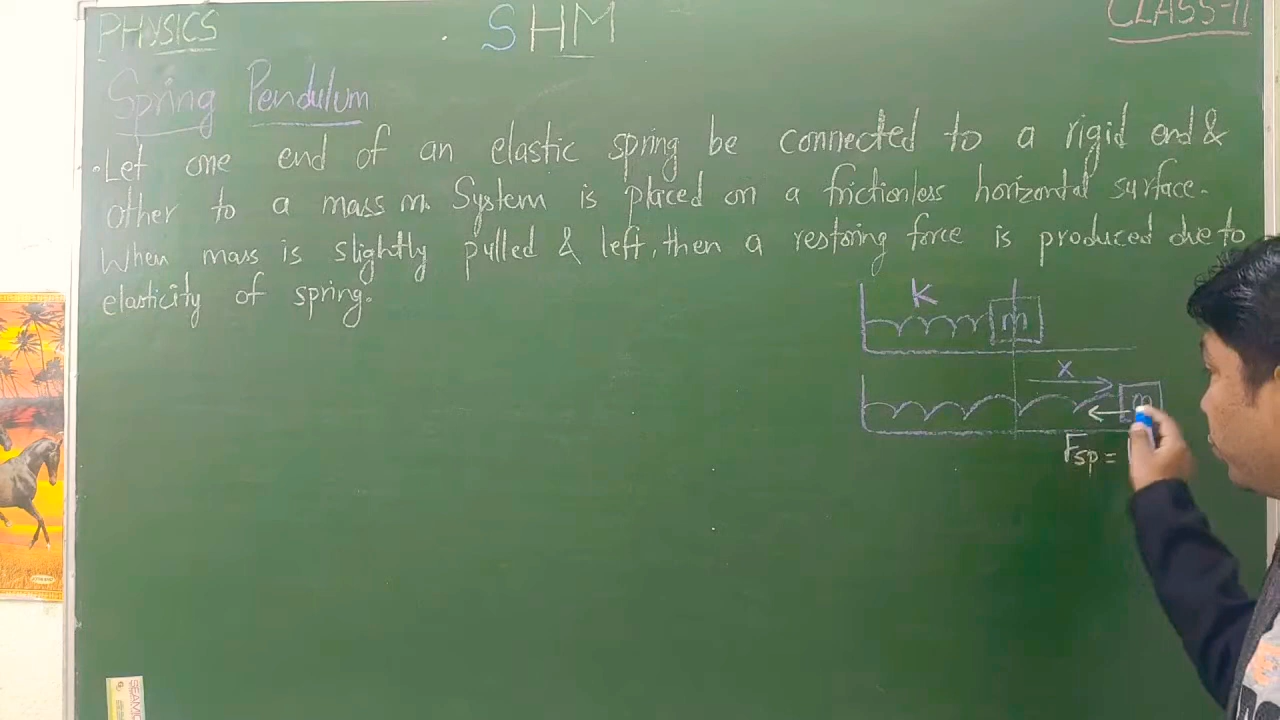 PHYSICS
SHM
CLASS-11
Spring Pendulum
• Let one end of an elastic spring be connected to a rigid end &
other to a mass m. System is placed on a frictionless horizontal surface.
When mass is slightly pulled & left, then a restoring force is produced due to
elasticity of spring.
K
m
x
m
Fsp =